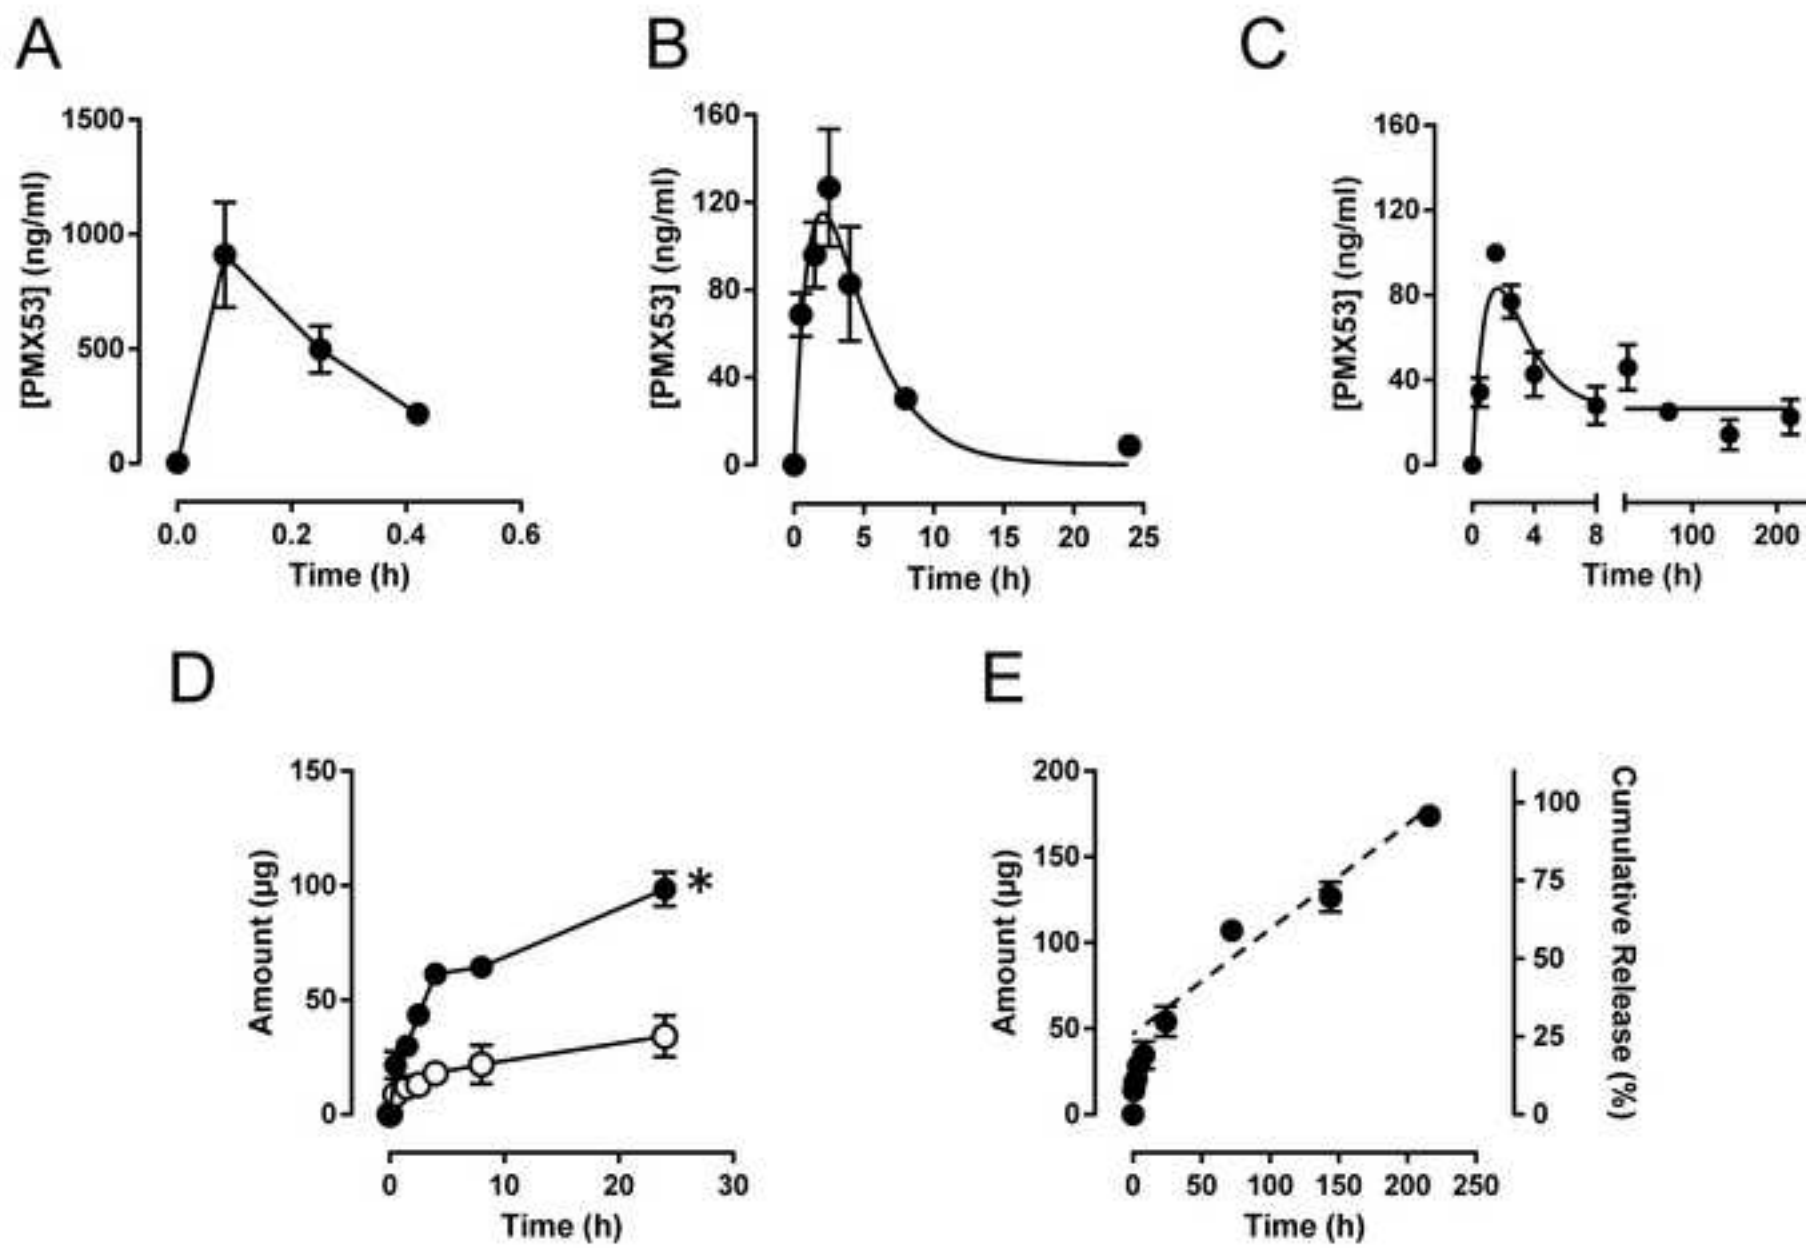 A
[PMX53] (ng/ml)
1500
1000
500
0
0.0 0.2 0.4 0.6
Time (h)
B
[PMX53] (ng/ml)
160
120
80
40
0
0 5 10 15 20 25
Time (h)
C
[PMX53] (ng/ml)
160
120
80
40
0
0 4 8 100 200
Time (h)
D
Amount (µg)
150
100
50
0
*
0 10 20 30
Time (h)
E
Amount (µg)
200
150
100
50
0
0 50 100 150 200 250
Time (h)
100
75
50
25
0
Cumulative Release (%)